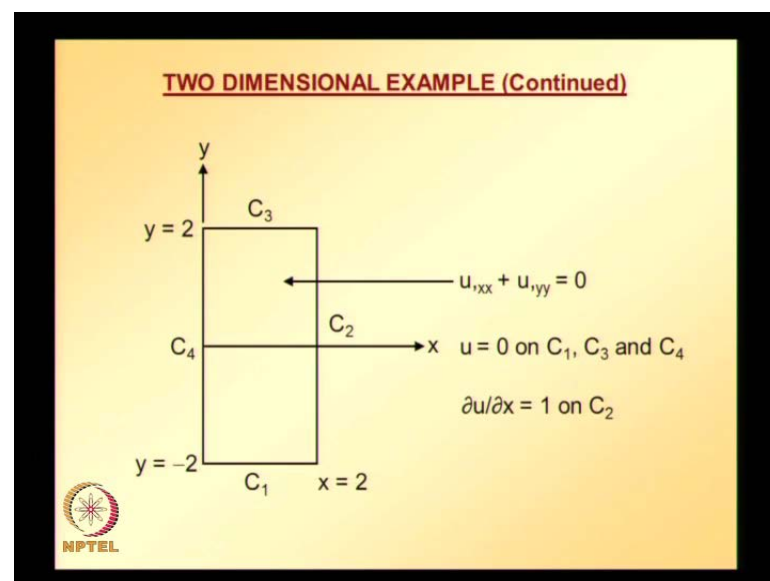 TWO DIMENSIONAL EXAMPLE (Continued)
y
C₃
y = 2
u,ₓₓ + u,ᵧᵧ = 0
C₂
C₄
x
u = 0 on C₁, C₃ and C₄
∂u/∂x = 1 on C₂
y = −2
C₁
x = 2
NPTEL